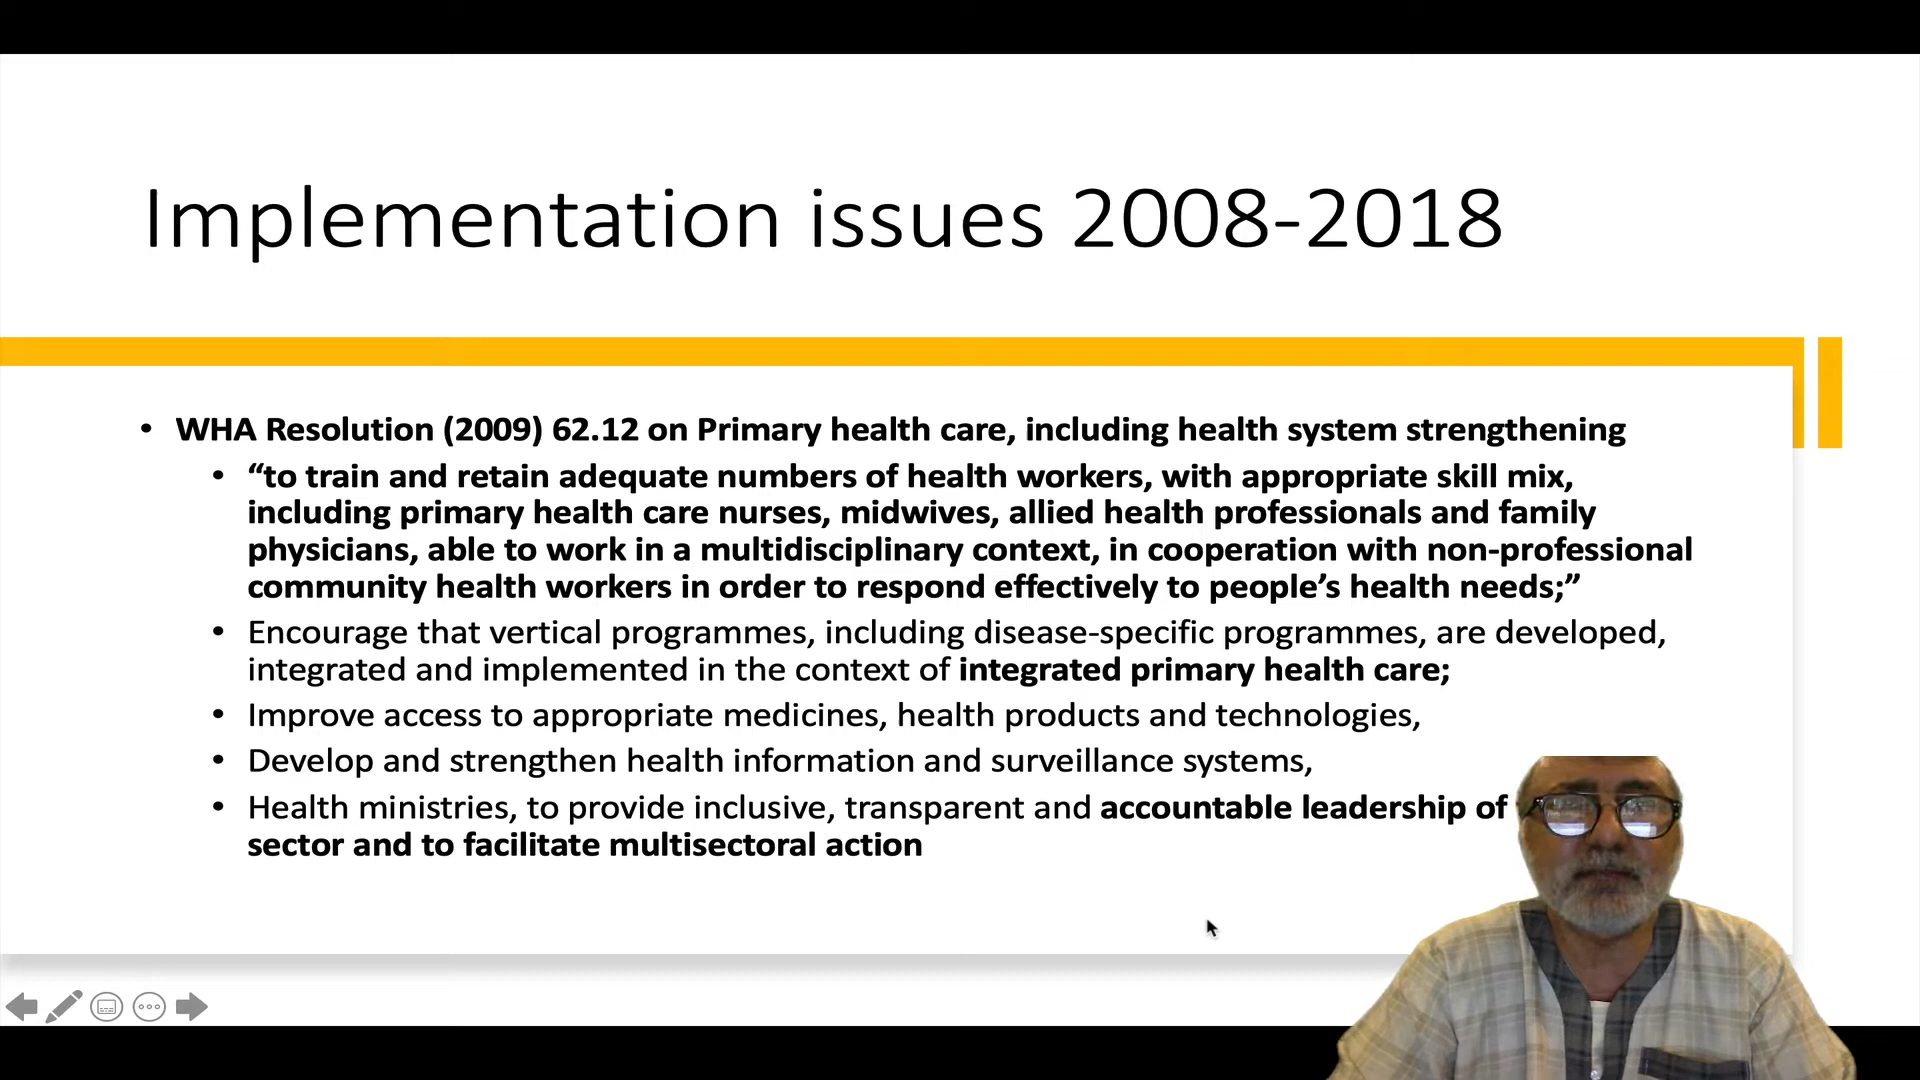 Implementation issues 2008-2018
• WHA Resolution (2009) 62.12 on Primary health care, including health system strengthening
• “to train and retain adequate numbers of health workers, with appropriate skill mix,
including primary health care nurses, midwives, allied health professionals and family
physicians, able to work in a multidisciplinary context, in cooperation with non-professional
community health workers in order to respond effectively to people’s health needs;”
• Encourage that vertical programmes, including disease-specific programmes, are developed,
integrated and implemented in the context of integrated primary health care;
• Improve access to appropriate medicines, health products and technologies,
• Develop and strengthen health information and surveillance systems,
• Health ministries, to provide inclusive, transparent and accountable leadership of
sector and to facilitate multisectoral action